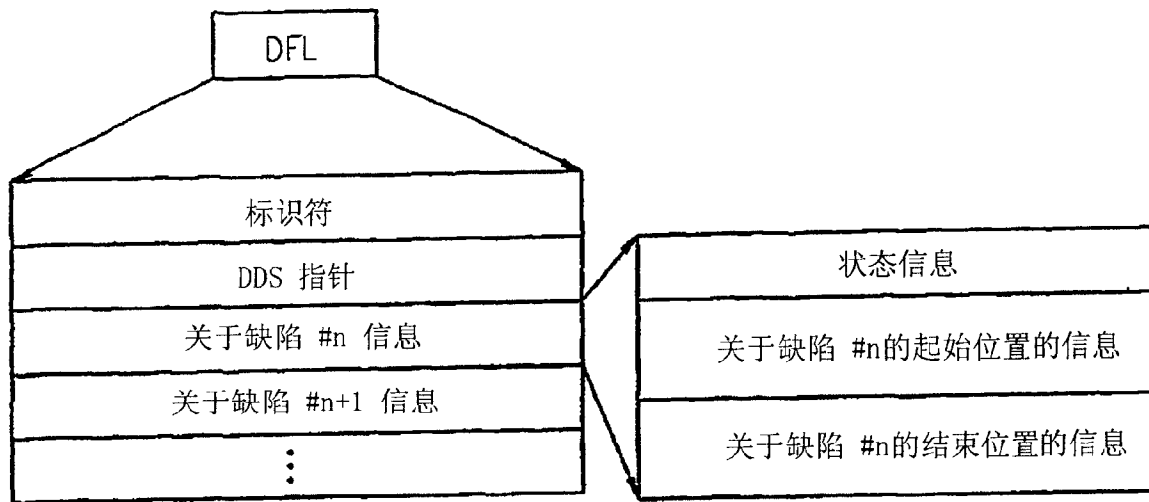 DFL
标识符
DDS 指针
关于缺陷 #n 信息
关于缺陷 #n+1 信息
⋮
状态信息
关于缺陷 #n的起始位置的信息
关于缺陷 #n的结束位置的信息